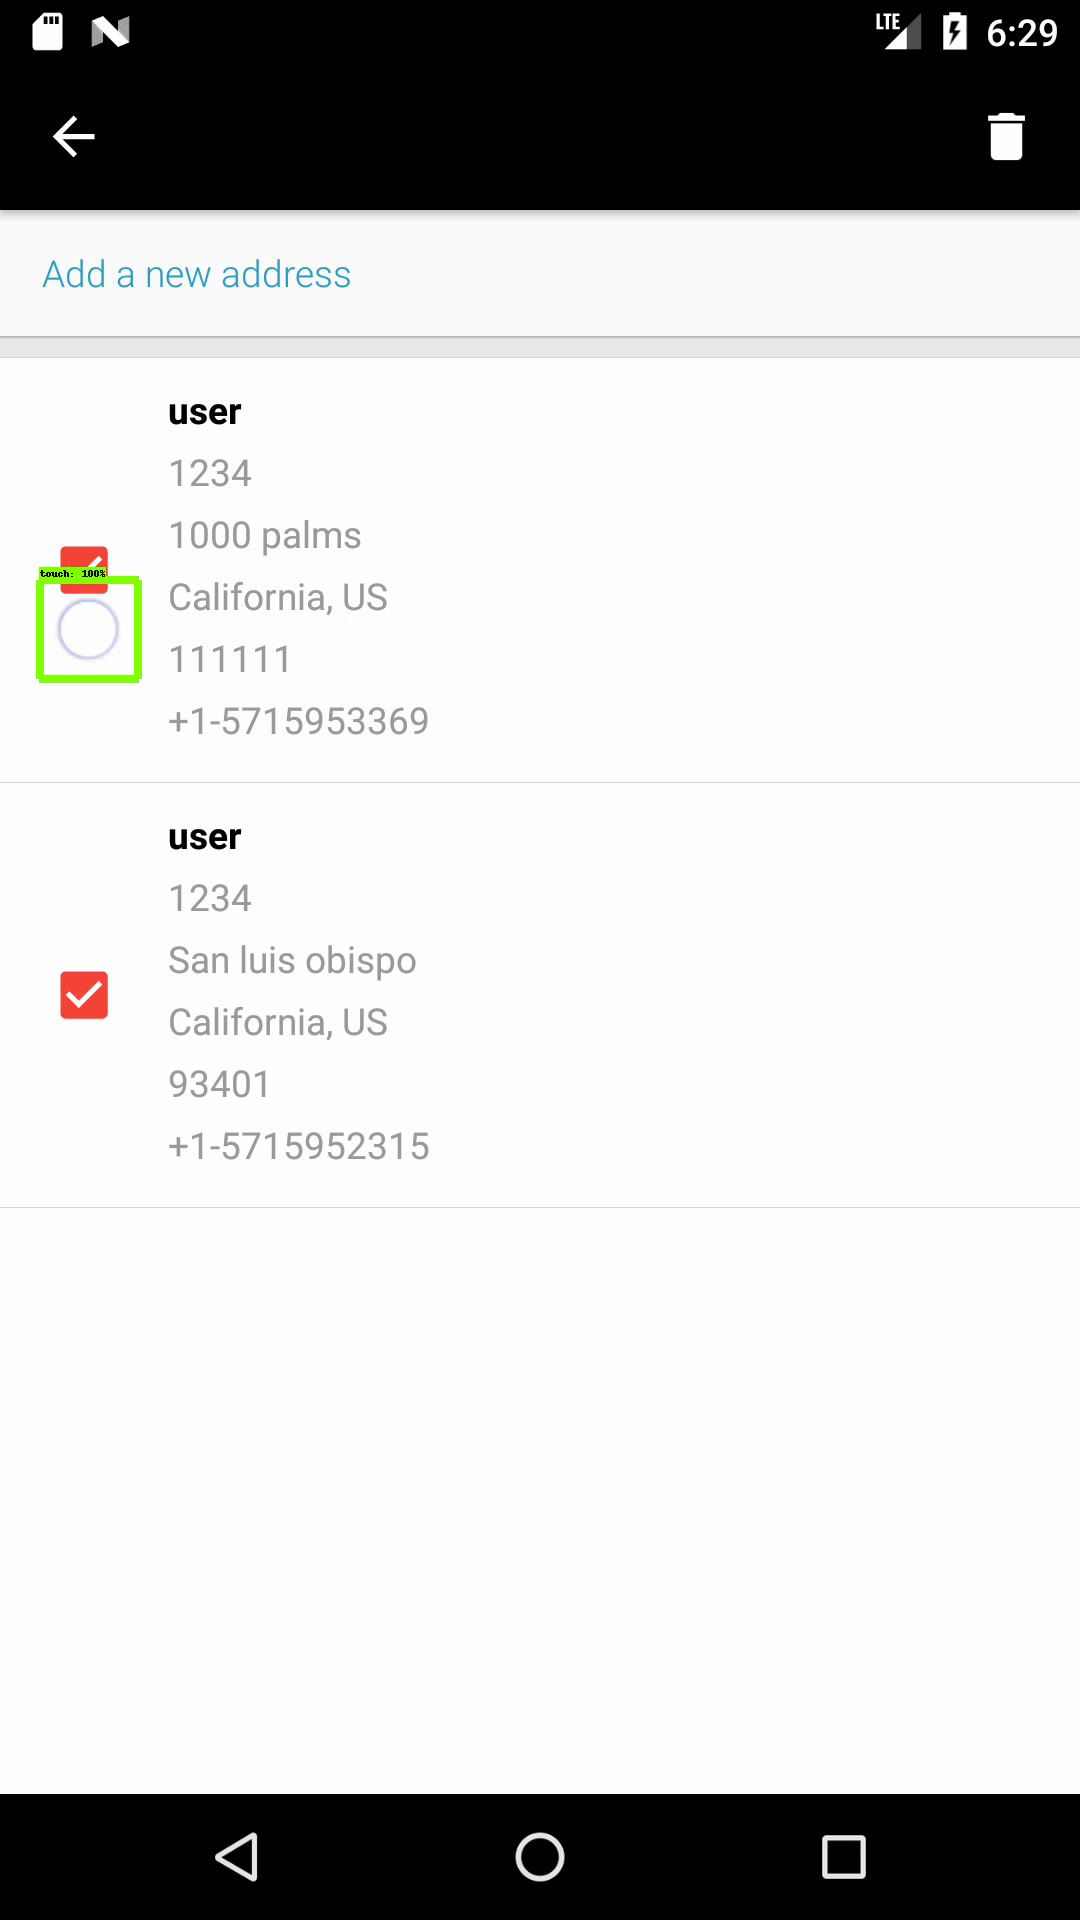 LTE 6:29
Add a new address
user
1234
1000 palms
touch: 100%
California, US
111111
+1-5715953369
user
1234
San luis obispo
California, US
93401
+1-5715952315